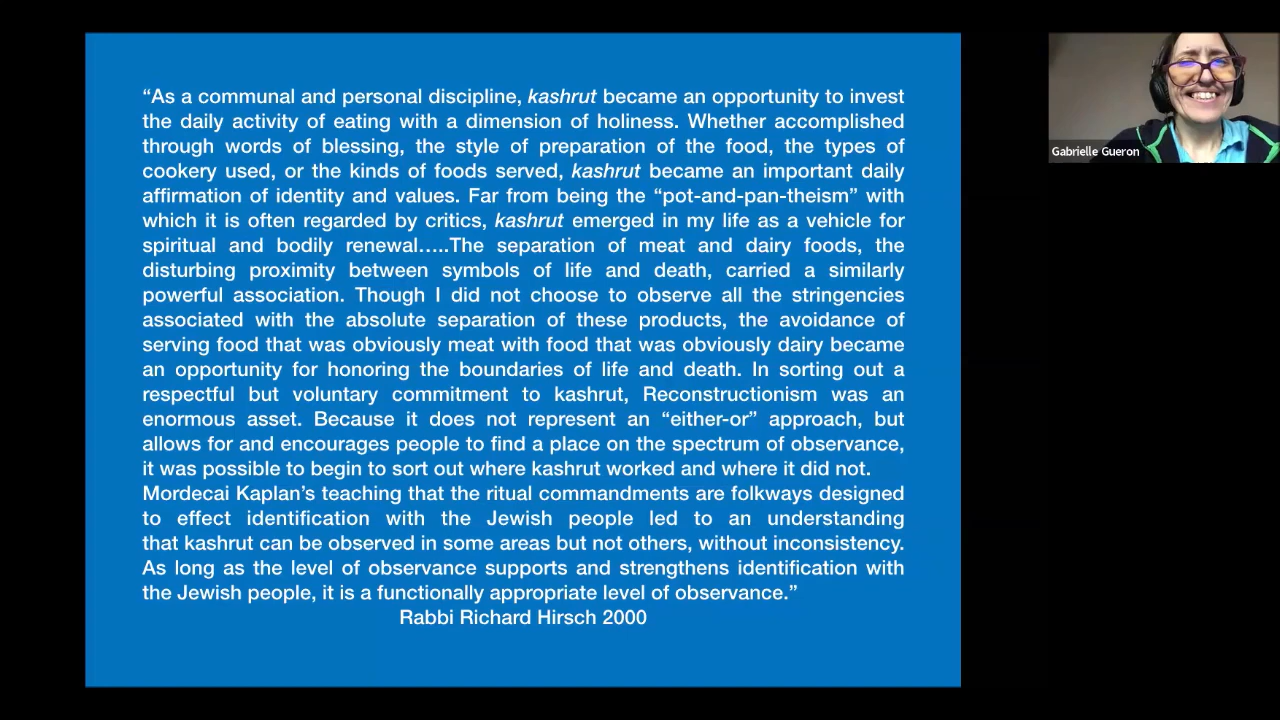 “As a communal and personal discipline, kashrut became an opportunity to invest
the daily activity of eating with a dimension of holiness. Whether accomplished
through words of blessing, the style of preparation of the food, the types of
cookery used, or the kinds of foods served, kashrut became an important daily
affirmation of identity and values. Far from being the “pot-and-pan-theism” with
which it is often regarded by critics, kashrut emerged in my life as a vehicle for
spiritual and bodily renewal…..The separation of meat and dairy foods, the
disturbing proximity between symbols of life and death, carried a similarly
powerful association. Though I did not choose to observe all the stringencies
associated with the absolute separation of these products, the avoidance of
serving food that was obviously meat with food that was obviously dairy became
an opportunity for honoring the boundaries of life and death. In sorting out a
respectful but voluntary commitment to kashrut, Reconstructionism was an
enormous asset. Because it does not represent an “either-or” approach, but
allows for and encourages people to find a place on the spectrum of observance,
it was possible to begin to sort out where kashrut worked and where it did not.
Mordecai Kaplan’s teaching that the ritual commandments are folkways designed
to effect identification with the Jewish people led to an understanding
that kashrut can be observed in some areas but not others, without inconsistency.
As long as the level of observance supports and strengthens identification with
the Jewish people, it is a functionally appropriate level of observance.”
Rabbi Richard Hirsch 2000
Gabrielle Gueron